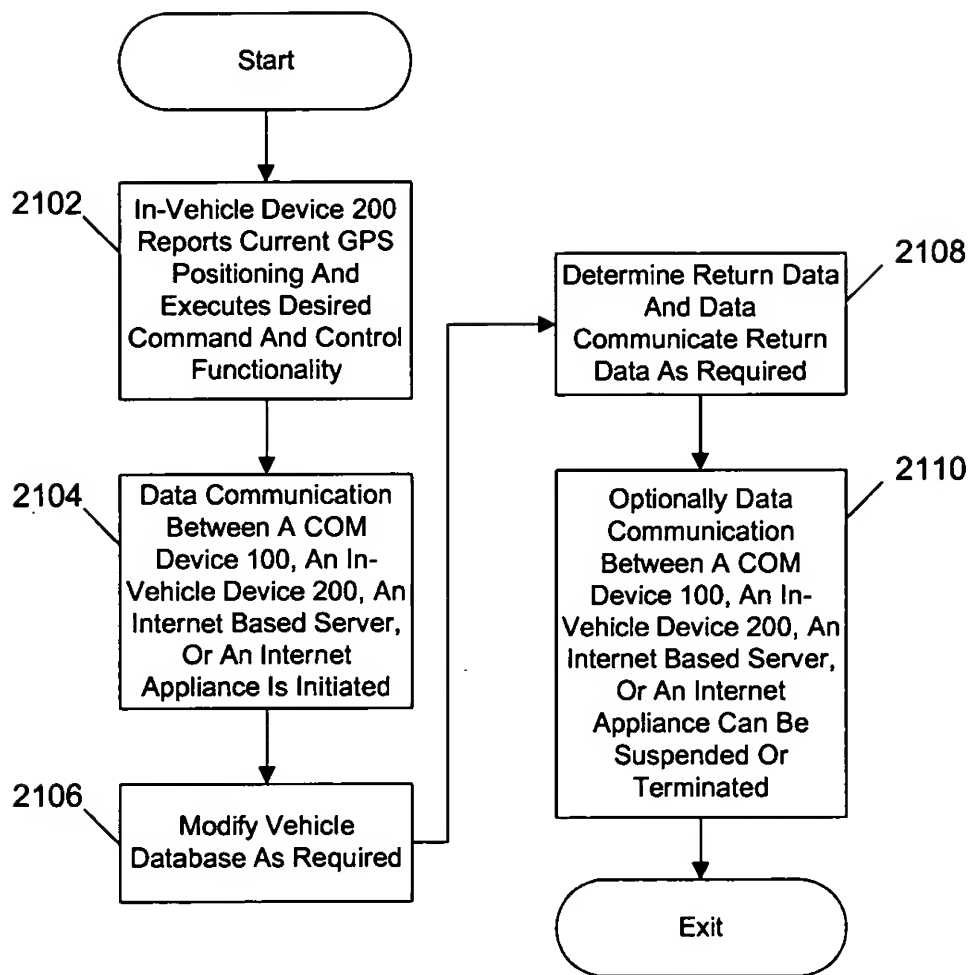 Start
2102
In-Vehicle Device 200
Reports Current GPS
Positioning And
Executes Desired
Command And Control
Functionality
2104
Data Communication
Between A COM
Device 100, An In-
Vehicle Device 200, An
Internet Based Server,
Or An Internet
Appliance Is Initiated
2106
Modify Vehicle
Database As Required
2108
Determine Return Data
And Data
Communicate Return
Data As Required
2110
Optionally Data
Communication
Between A COM
Device 100, An In-
Vehicle Device 200, An
Internet Based Server,
Or An Internet
Appliance Can Be
Suspended Or
Terminated
Exit